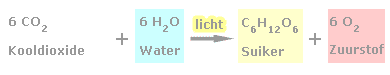 licht
6 CO₂ + 6 H₂O → C₆H₁₂O₆ + 6 O₂
Kooldioxide Water Suiker Zuurstof